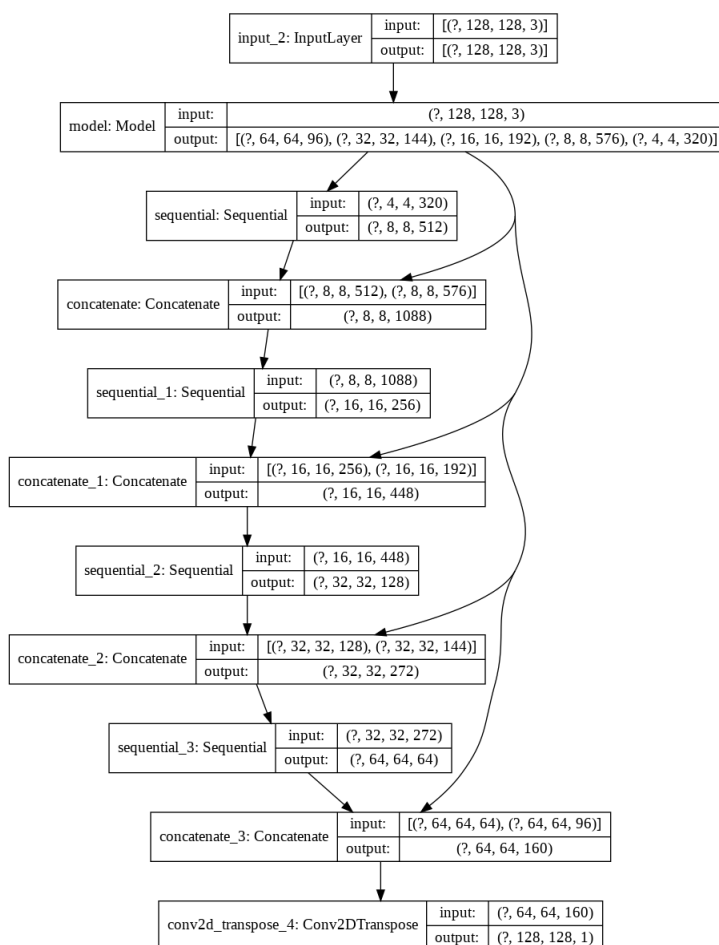 input_2: InputLayer
input: [(?, 128, 128, 3)]
output: [(?, 128, 128, 3)]
model: Model
input: (?, 128, 128, 3)
output: [(?, 64, 64, 96), (?, 32, 32, 144), (?, 16, 16, 192), (?, 8, 8, 576), (?, 4, 4, 320)]
sequential: Sequential
input: (?, 4, 4, 320)
output: (?, 8, 8, 512)
concatenate: Concatenate
input: [(?, 8, 8, 512), (?, 8, 8, 576)]
output: (?, 8, 8, 1088)
sequential_1: Sequential
input: (?, 8, 8, 1088)
output: (?, 16, 16, 256)
concatenate_1: Concatenate
input: [(?, 16, 16, 256), (?, 16, 16, 192)]
output: (?, 16, 16, 448)
sequential_2: Sequential
input: (?, 16, 16, 448)
output: (?, 32, 32, 128)
concatenate_2: Concatenate
input: [(?, 32, 32, 128), (?, 32, 32, 144)]
output: (?, 32, 32, 272)
sequential_3: Sequential
input: (?, 32, 32, 272)
output: (?, 64, 64, 64)
concatenate_3: Concatenate
input: [(?, 64, 64, 64), (?, 64, 64, 96)]
output: (?, 64, 64, 160)
conv2d_transpose_4: Conv2DTranspose
input: (?, 64, 64, 160)
output: (?, 128, 128, 1)